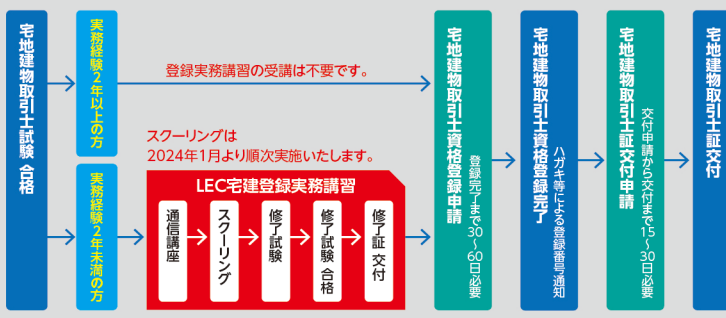 宅地建物取引士試験 合格
実務経験2年以上の方
登録実務講習の受講は不要です。
実務経験2年未満の方
スクーリングは
2024年1月より順次実施いたします。
LEC宅建登録実務講習
通信講座
スクーリング
修了試験
修了試験 合格
修了証 交付
宅地建物取引士資格登録申請
登録完了まで30~60日必要
宅地建物取引士資格登録完了
ハガキ等による登録番号通知
宅地建物取引士証交付申請
交付申請から交付まで15~30日必要
宅地建物取引士証交付